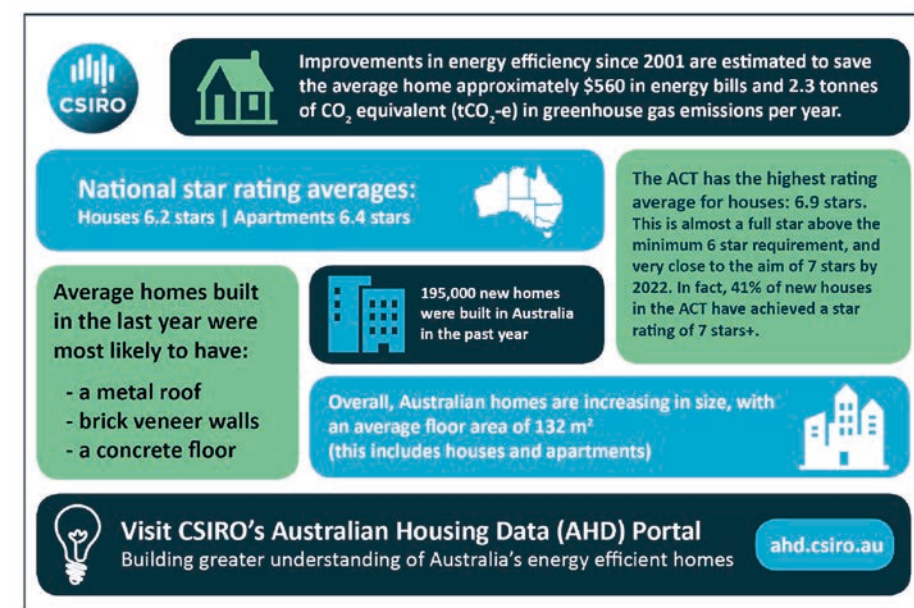 CSIRO
Improvements in energy efficiency since 2001 are estimated to save
the average home approximately $560 in energy bills and 2.3 tonnes
of CO₂ equivalent (tCO₂-e) in greenhouse gas emissions per year.
National star rating averages:
Houses 6.2 stars | Apartments 6.4 stars
The ACT has the highest rating
average for houses: 6.9 stars.
This is almost a full star above the
minimum 6 star requirement, and
very close to the aim of 7 stars by
2022. In fact, 41% of new houses
in the ACT have achieved a star
rating of 7 stars+.
Average homes built
in the last year were
most likely to have:
- a metal roof
- brick veneer walls
- a concrete floor
195,000 new homes
were built in Australia
in the past year
Overall, Australian homes are increasing in size, with
an average floor area of 132 m²
(this includes houses and apartments)
Visit CSIRO's Australian Housing Data (AHD) Portal
Building greater understanding of Australia's energy efficient homes
ahd.csiro.au